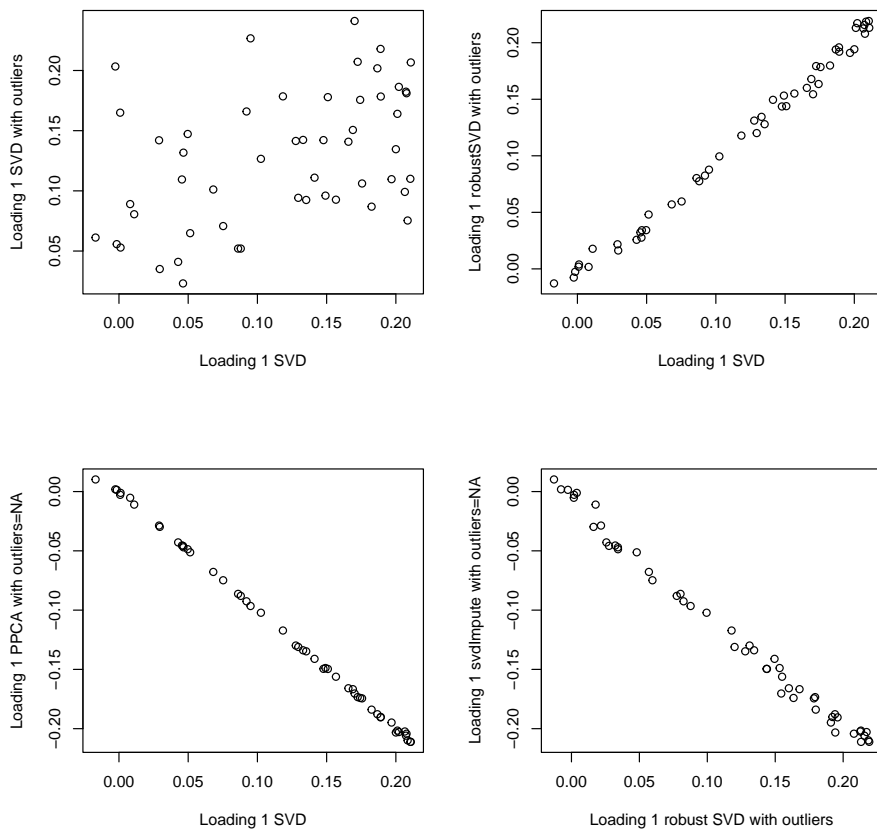 Loading 1 SVD with outliers
0.20
0.15
0.10
0.05
0.00 0.05 0.10 0.15 0.20
Loading 1 SVD
Loading 1 robustSVD with outliers
0.20
0.15
0.10
0.05
0.00
0.00 0.05 0.10 0.15 0.20
Loading 1 SVD
Loading 1 PPCA with outliers=NA
0.00
−0.05
−0.10
−0.15
−0.20
0.00 0.05 0.10 0.15 0.20
Loading 1 SVD
Loading 1 svdImpute with outliers=NA
0.00
−0.05
−0.10
−0.15
−0.20
0.00 0.05 0.10 0.15 0.20
Loading 1 robust SVD with outliers